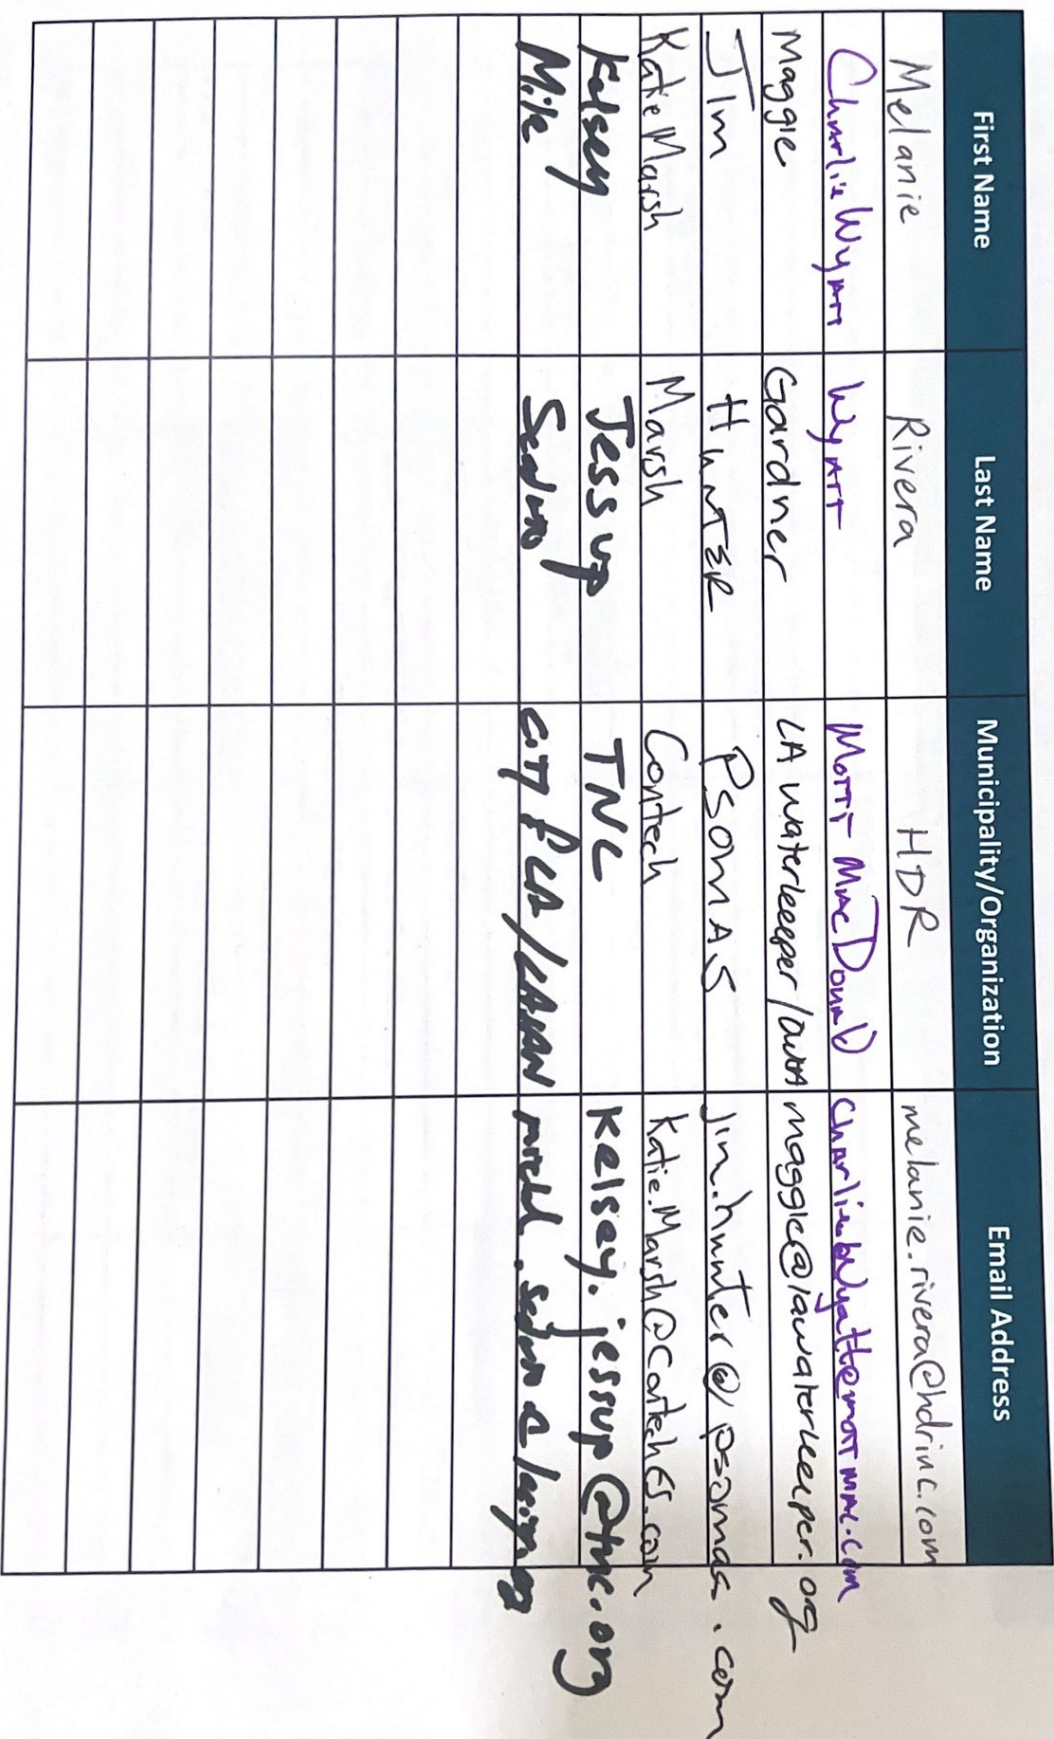 First Name Last Name Municipality/Organization Email Address
Melanie Rivera HDR melanie.rivera@hdrinc.com
Charlie Wyatt Wyatt Mott MacDonald
Maggie Gardner LA Waterkeeper/OWLA maggie@lawaterkeeper.org
Jim HunTER PSOMAS jim.hunter@psomas.com
Katie Marsh Marsh Contech Katie.Marsh@ContechES.com
Kelsey Jessup TNC Kelsey.jessup@tnc.org
Mike